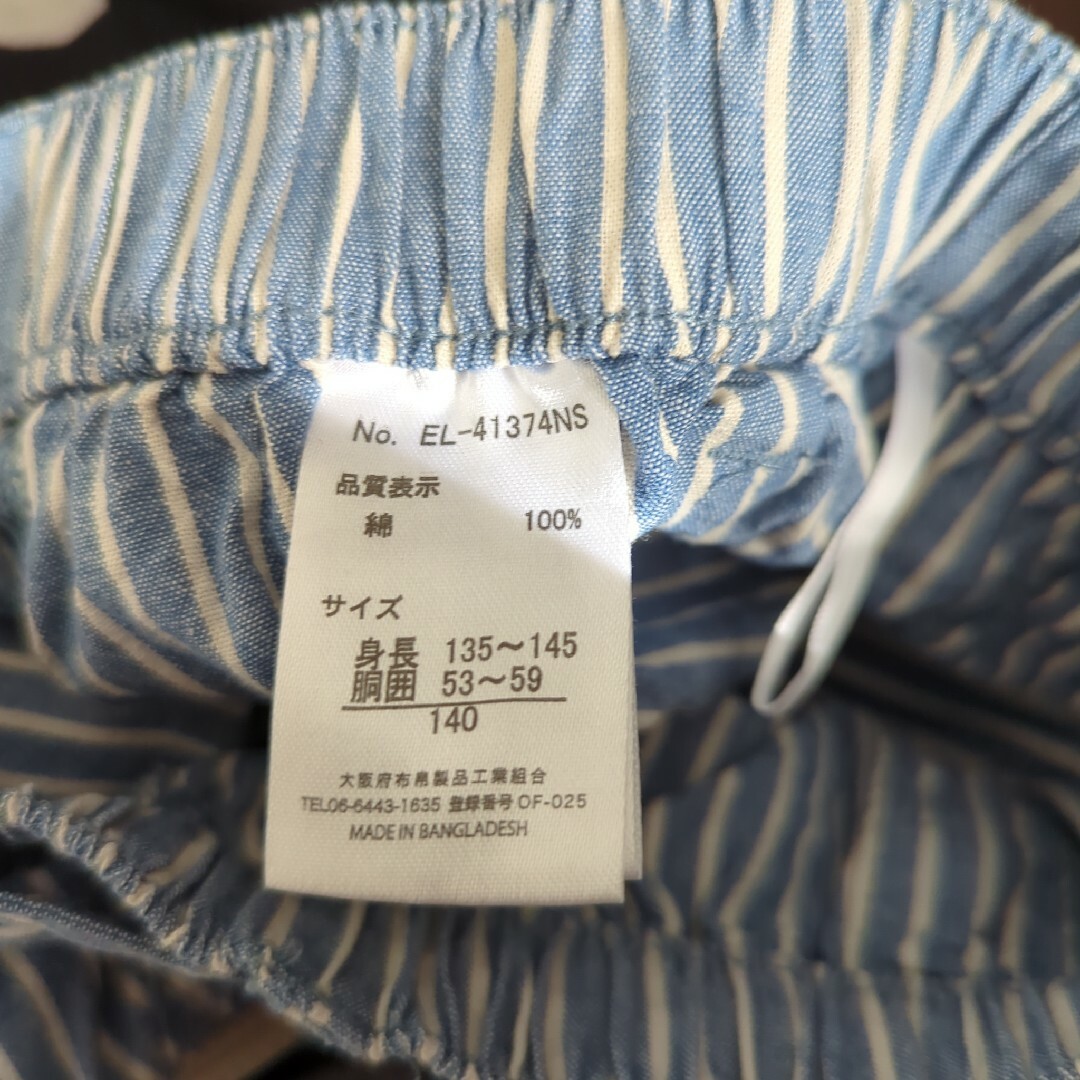 No. EL-41374NS
品質表示
綿 100%
サイズ
身長 135～145
胴囲 53～59
140
大阪府布帛製品工業組合
TEL06-6443-1635 登録番号 OF-025
MADE IN BANGLADESH